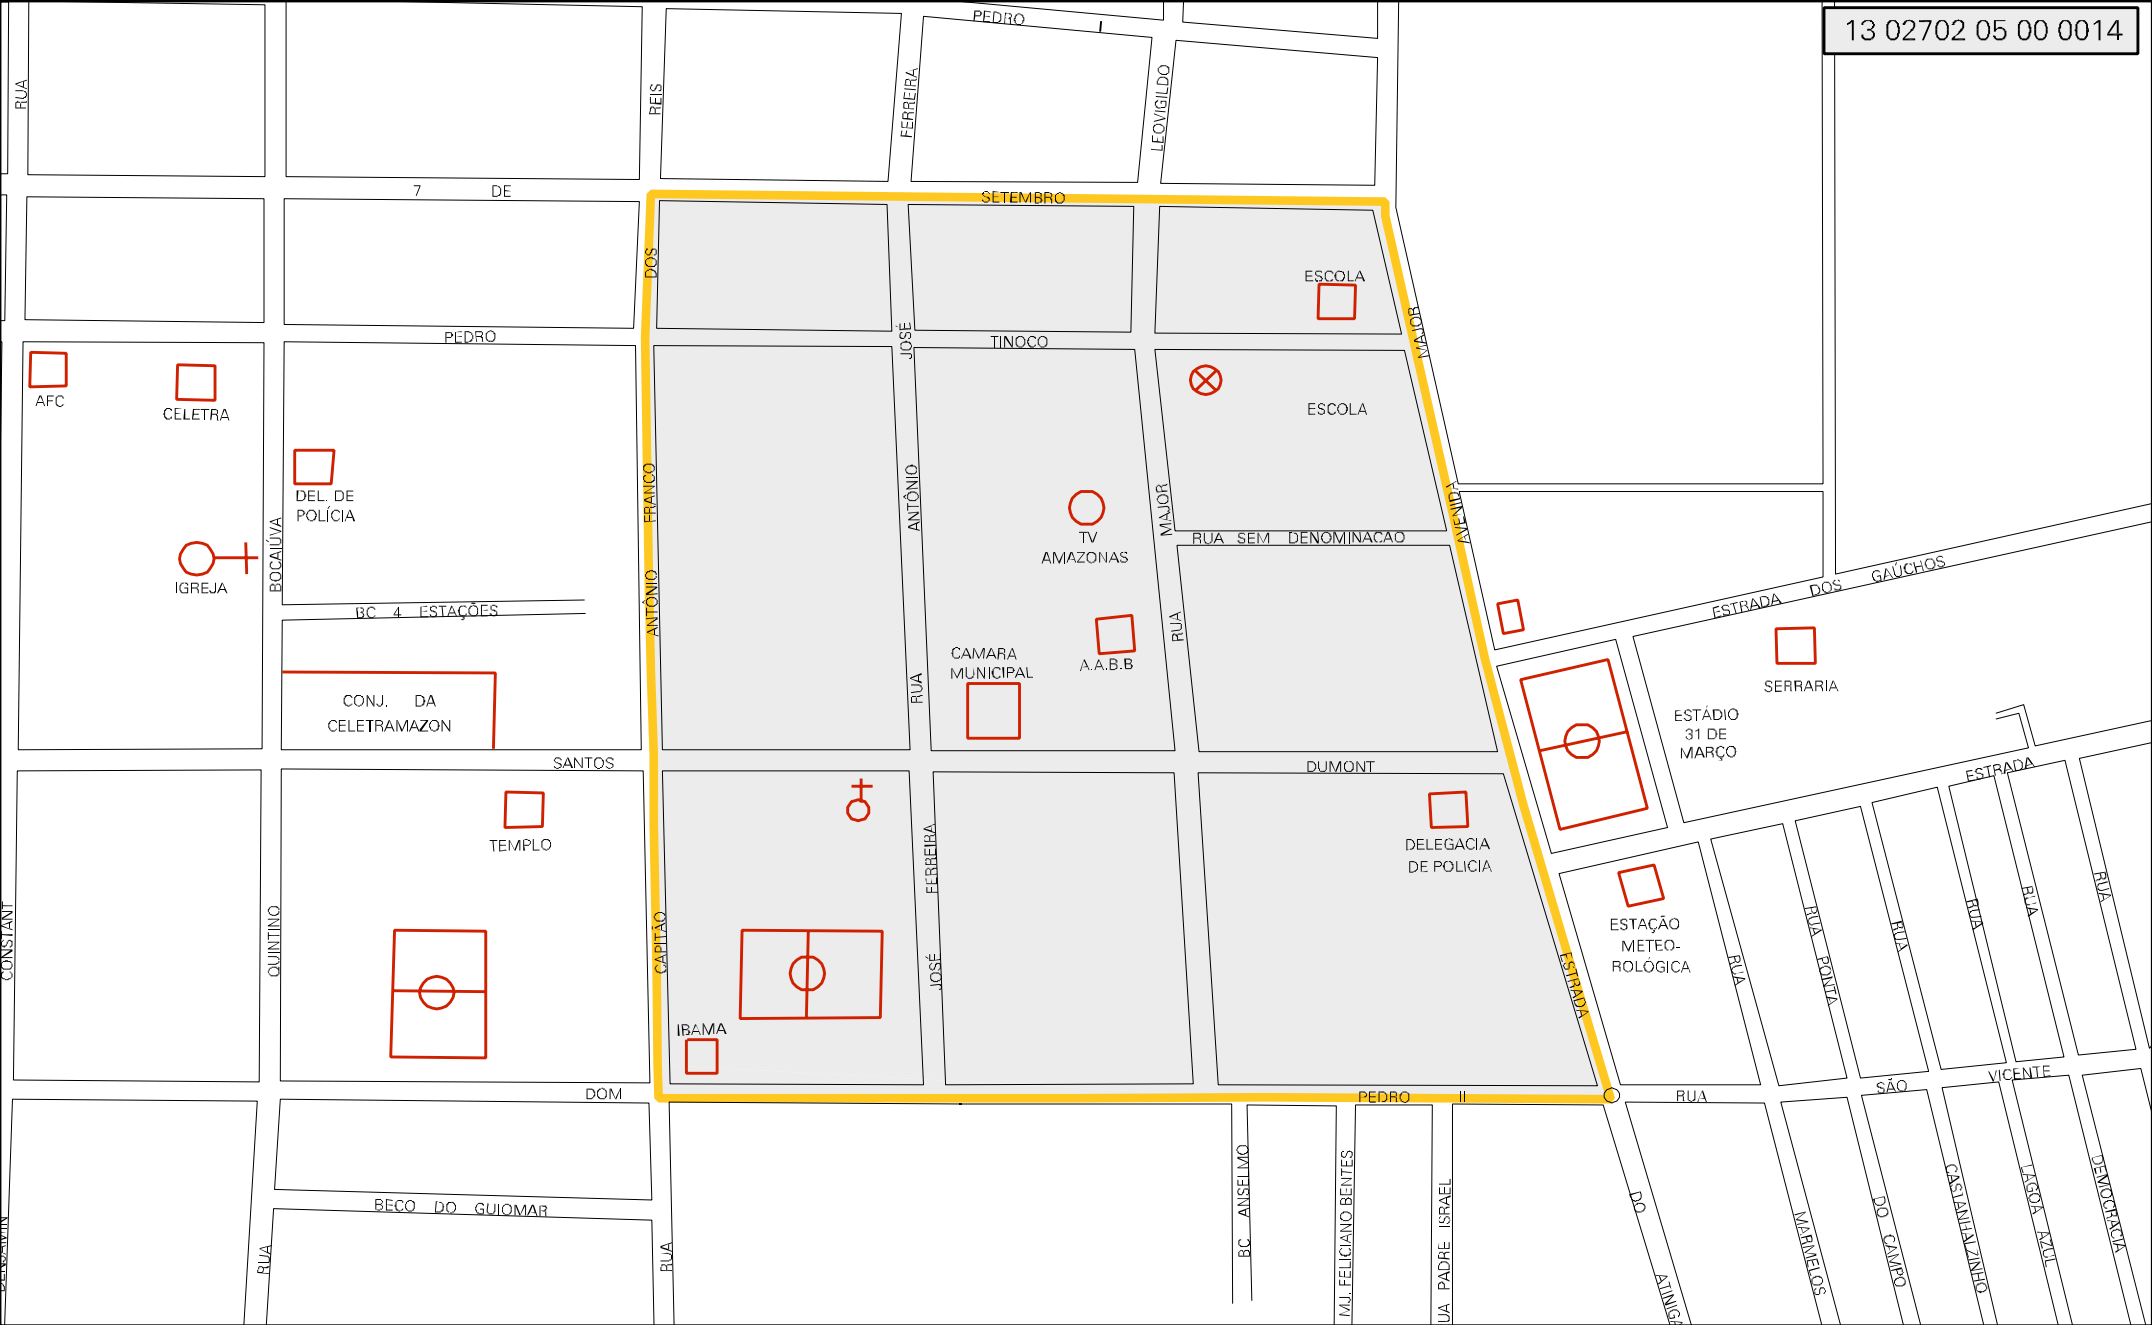 13 02702 05 00 0014
PEDRO I
RUA
REIS
FERREIRA
LEOVIGILDO
7 DE SETEMBRO
DOS
ESCOLA
MAJOR
JOSÉ
PEDRO TINOCO
AFC
CELETRA
ESCOLA
DEL. DE
POLÍCIA
FRANCO
ANTÔNIO
MAJOR
AVENIDA
TV
AMAZONAS
RUA SEM DENOMINACAO
BOCAIÚVA
IGREJA
ANTÔNIO
BC 4 ESTAÇÕES
RUA
ESTRADA DOS GAÚCHOS
CAMARA
MUNICIPAL
A.A.B.B
RUA
SERRARIA
CONJ. DA
CELETRAMAZON
ESTÁDIO
31 DE
MARÇO
SANTOS DUMONT
ESTRADA
TEMPLO
FERREIRA
DELEGACIA
DE POLICIA
CONSTANT
QUINTINO
CAPITÃO
JOSÉ
ESTRADA
ESTAÇÃO
METEO-
ROLÓGICA
RUA
RUA
PONTA
RUA
RUA
RUA
RUA
IBAMA
DOM PEDRO II
RUA SÃO VICENTE
BECO DO GUIOMAR
RUA
RUA
BC ANSELMO
MJ. FELICIANO BENTES
UA PADRE ISRAEL
DO
ATINIGA
MARMELOS
DO CAMPO
CASTANHALZINHO
LAGOA AZUL
DEMOCRACIA